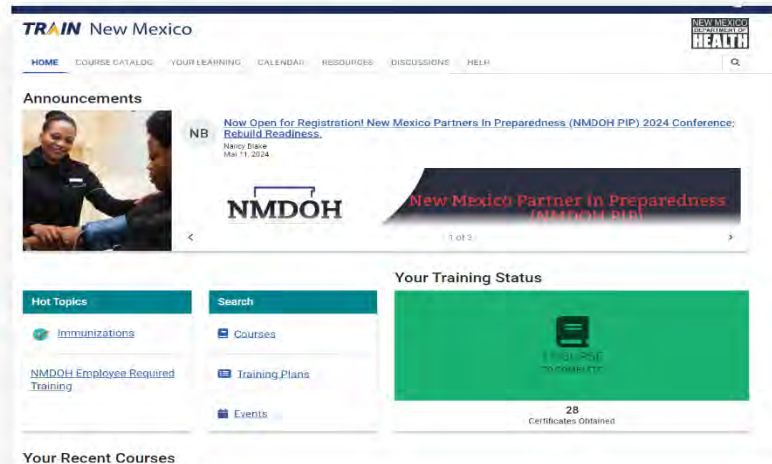 TRAIN New Mexico
NEW MEXICO
DEPARTMENT OF
HEALTH
HOME COURSE CATALOG YOUR LEARNING CALENDAR RESOURCES DISCUSSIONS HELP
Announcements
NB
Now Open for Registration! New Mexico Partners In Preparedness (NMDOH PIP) 2024 Conference;
Rebuild Readiness.
Nancy Blake
Mar 11, 2024
NMDOH
New Mexico Partner In Preparedness
(NMDOH PIP)
1 of 2
Your Training Status
Hot Topics
Immunizations
NMDOH Employee Required
Training
Search
Courses
Training Plans
Events
1 COURSE
TO COMPLETE
28
Certificates Obtained
Your Recent Courses